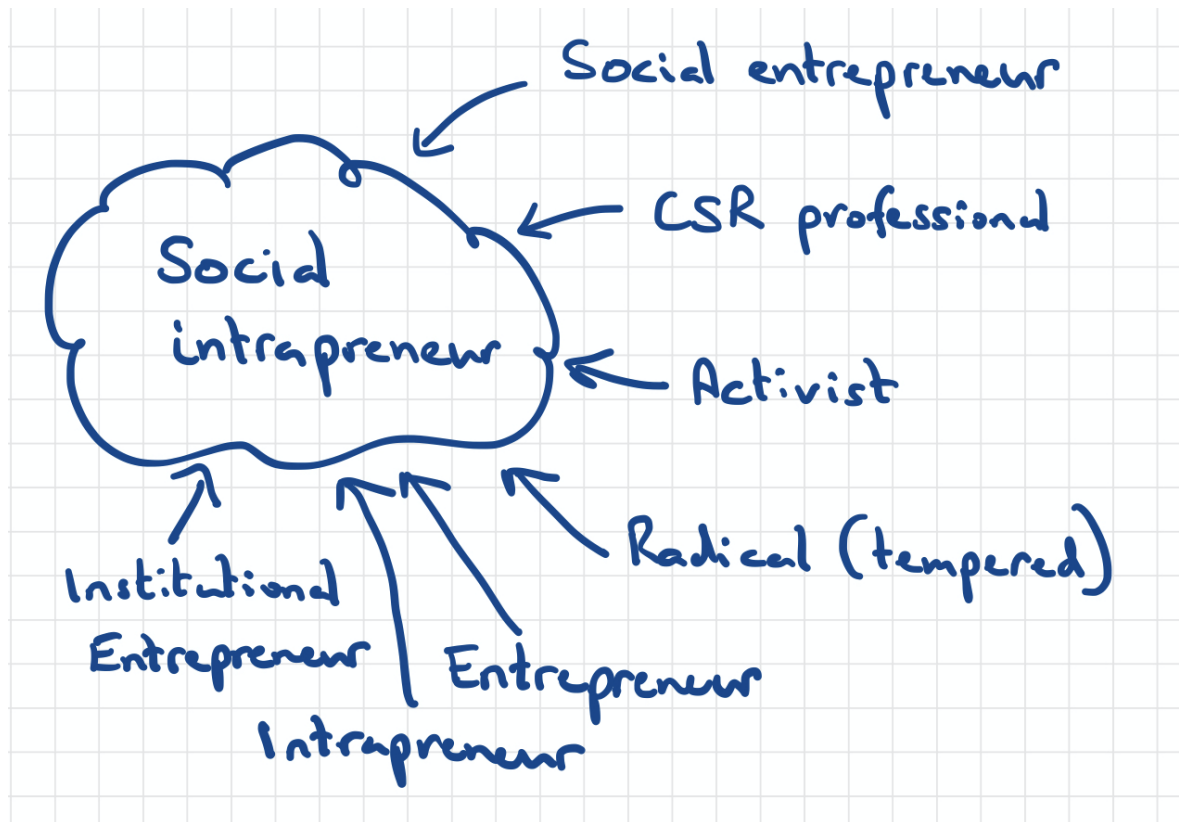 Social entrepreneur
CSR professional
Social
intrapreneur
Activist
Radical (tempered)
Institutional
Entrepreneur
Entrepreneur
Intrapreneur